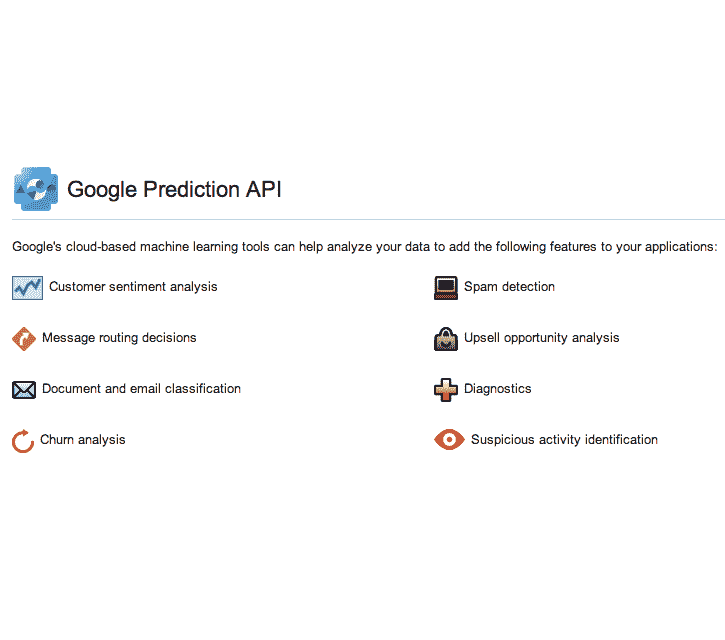 Google Prediction API
Google's cloud-based machine learning tools can help analyze your data to add the following features to your applications:
Customer sentiment analysis
Spam detection
Message routing decisions
Upsell opportunity analysis
Document and email classification
Diagnostics
Churn analysis
Suspicious activity identification